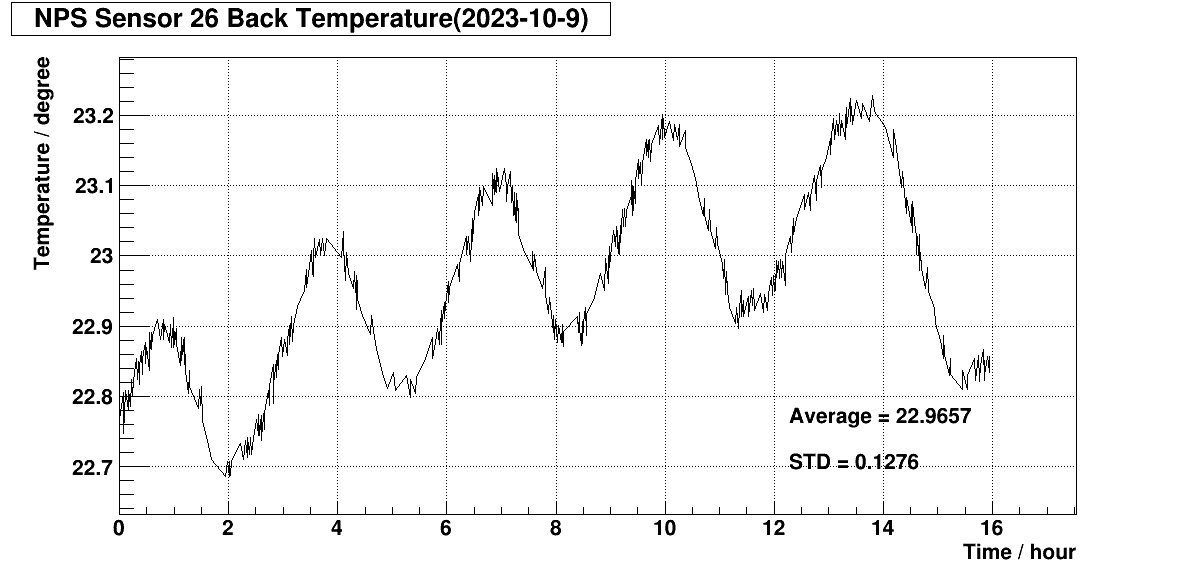 NPS Sensor 26 Back Temperature(2023-10-9)
Temperature / degree
23.2
23.1
23
22.9
22.8
22.7
Average = 22.9657
STD = 0.1276
0 2 4 6 8 10 12 14 16
Time / hour